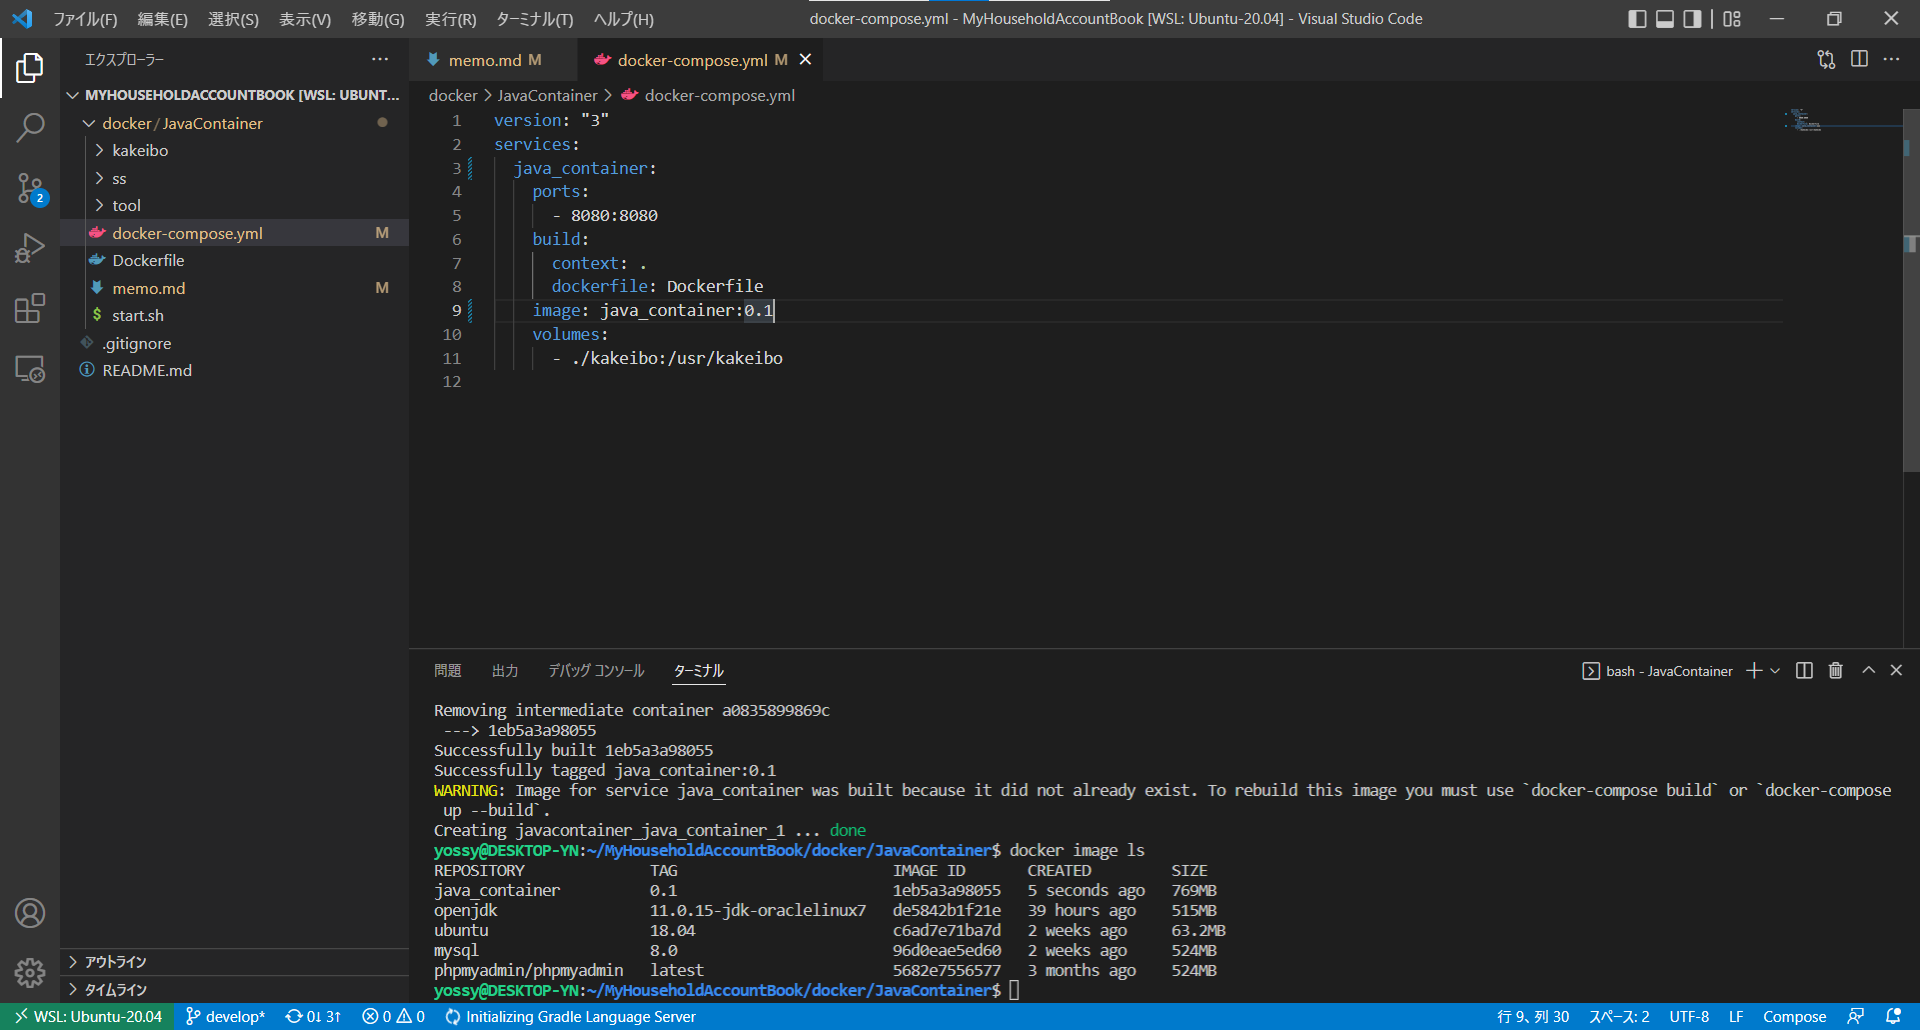 ファイル(F) 編集(E) 選択(S) 表示(V) 移動(G) 実行(R) ターミナル(T) ヘルプ(H) docker-compose.yml - MyHouseholdAccountBook [WSL: Ubuntu-20.04] - Visual Studio Code
エクスプローラー
memo.md M docker-compose.yml M
MYHOUSEHOLDACCOUNTBOOK [WSL: UBUNT...
docker / JavaContainer
kakeibo
ss
tool
docker-compose.yml M
Dockerfile
memo.md M
start.sh
.gitignore
README.md
アウトライン
タイムライン
2
docker > JavaContainer > docker-compose.yml
1 version: "3"
2 services:
3 java_container:
4 ports:
5 - 8080:8080
6 build:
7 context: .
8 dockerfile: Dockerfile
9 image: java_container:0.1
10 volumes:
11 - ./kakeibo:/usr/kakeibo
12
問題 出力 デバッグ コンソール ターミナル bash - JavaContainer
Removing intermediate container a0835899869c
---> 1eb5a3a98055
Successfully built 1eb5a3a98055
Successfully tagged java_container:0.1
WARNING: Image for service java_container was built because it did not already exist. To rebuild this image you must use `docker-compose build` or `docker-compose
up --build`.
Creating javacontainer_java_container_1 ... done
yossy@DESKTOP-YN:~/MyHouseholdAccountBook/docker/JavaContainer$ docker image ls
REPOSITORY TAG IMAGE ID CREATED SIZE
java_container 0.1 1eb5a3a98055 5 seconds ago 769MB
openjdk 11.0.15-jdk-oraclelinux7 de5842b1f21e 39 hours ago 515MB
ubuntu 18.04 c6ad7e71ba7d 2 weeks ago 63.2MB
mysql 8.0 96d0eae5ed60 2 weeks ago 524MB
phpmyadmin/phpmyadmin latest 5682e7556577 3 months ago 524MB
yossy@DESKTOP-YN:~/MyHouseholdAccountBook/docker/JavaContainer$
WSL: Ubuntu-20.04 develop* 0↓ 3↑ 0 0 Initializing Gradle Language Server 行 9、列 30 スペース: 2 UTF-8 LF Compose